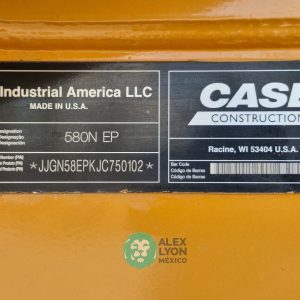 Industrial America LLC
MADE IN U.S.A.
580N EP
*JJGN58EPKJC750102*
CASE
CONSTRUCTION
Racine, WI 53404 U.S.A.
Bar Code
Código de Barras
Código de Barras
ALEX
LYON
MÉXICO